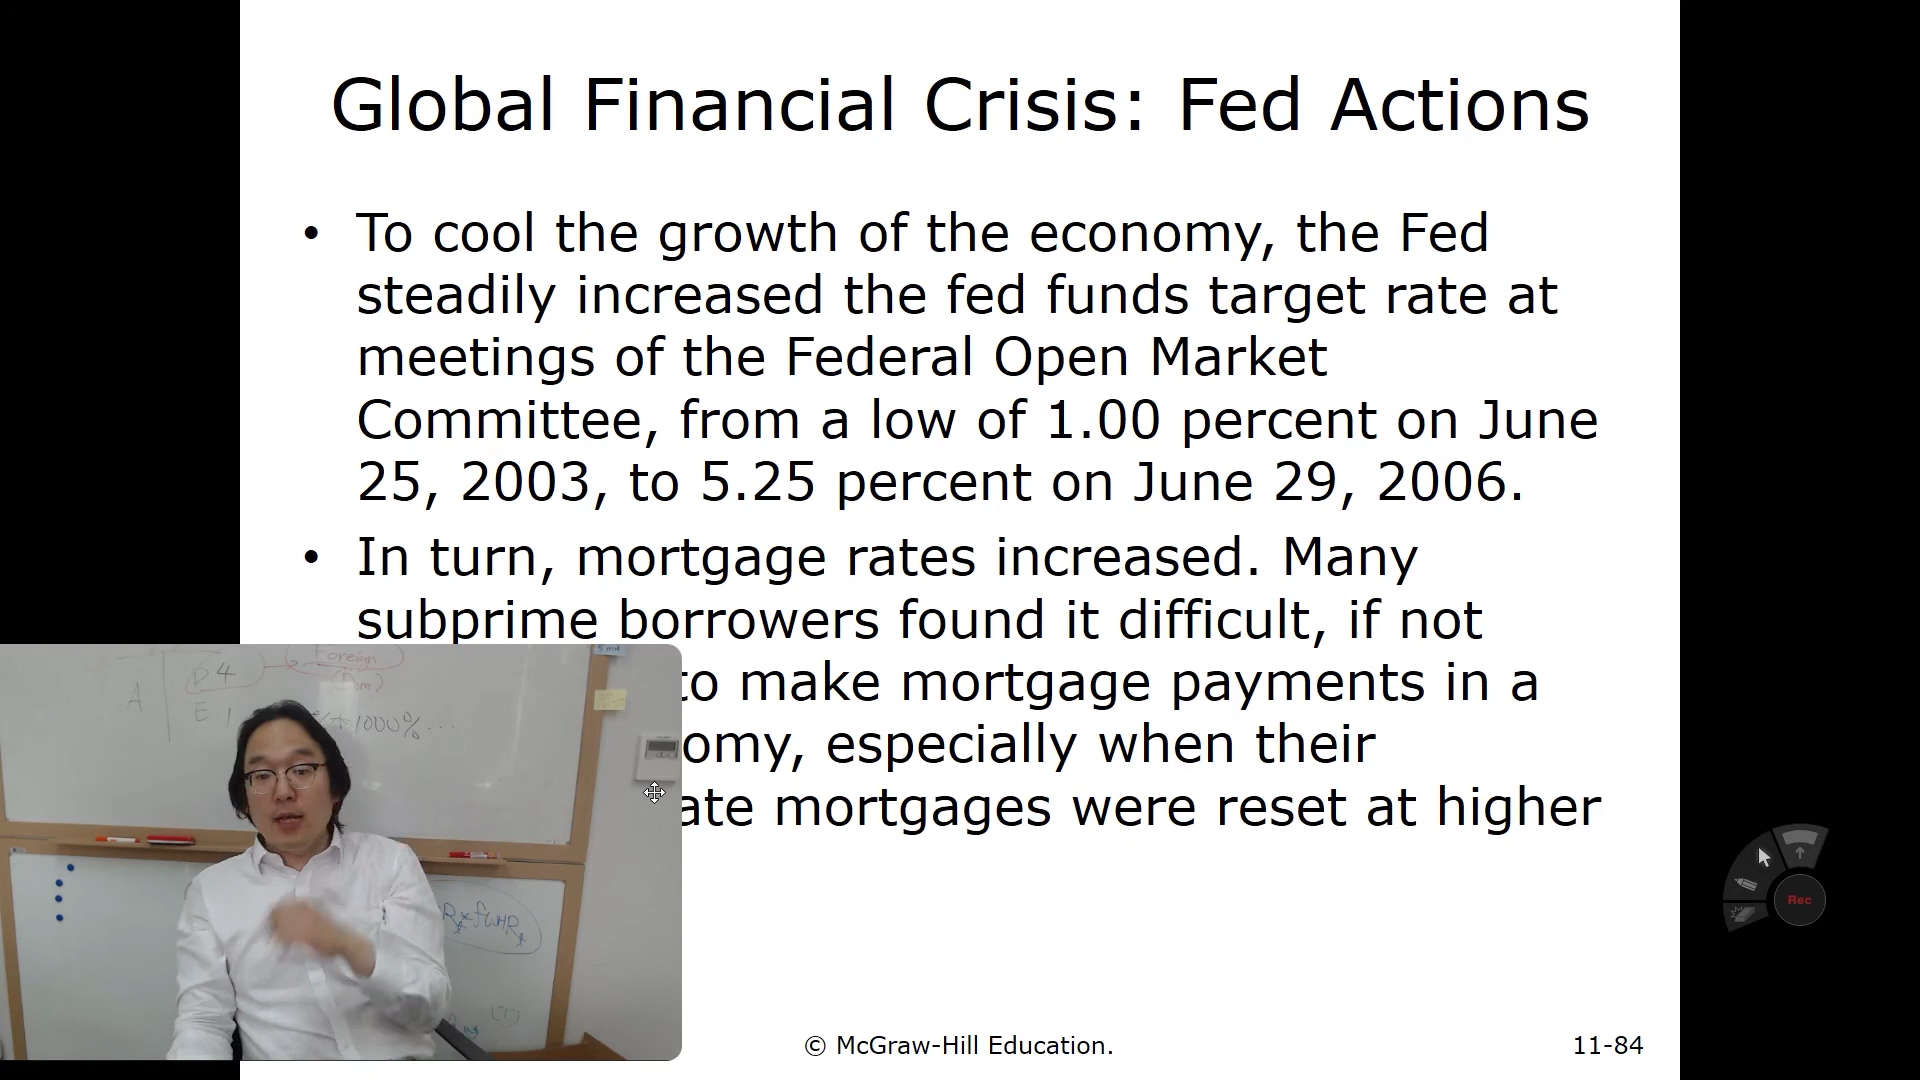 Global Financial Crisis: Fed Actions
• To cool the growth of the economy, the Fed
steadily increased the fed funds target rate at
meetings of the Federal Open Market
Committee, from a low of 1.00 percent on June
25, 2003, to 5.25 percent on June 29, 2006.
• In turn, mortgage rates increased. Many
subprime borrowers found it difficult, if not
to make mortgage payments in a
omy, especially when their
ate mortgages were reset at higher
Foreign
D 4
A
E 1
1000% ...
Rec
© McGraw-Hill Education.
11-84